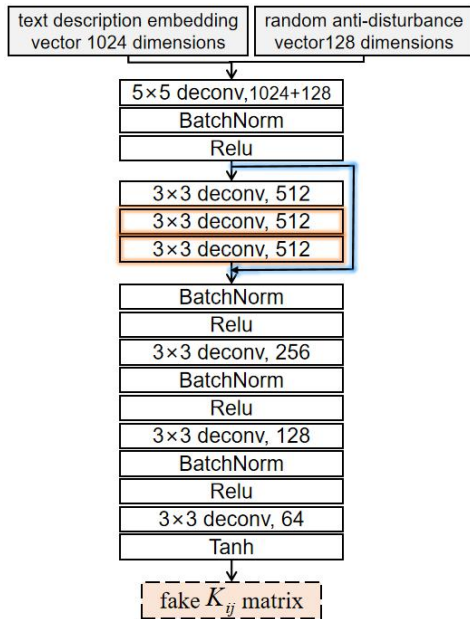 text description embedding
vector 1024 dimensions
random anti-disturbance
vector128 dimensions
5×5 deconv,1024+128
BatchNorm
Relu
3×3 deconv, 512
3×3 deconv, 512
3×3 deconv, 512
BatchNorm
Relu
3×3 deconv, 256
BatchNorm
Relu
3×3 deconv, 128
BatchNorm
Relu
3×3 deconv, 64
Tanh
fake K_{ij} matrix